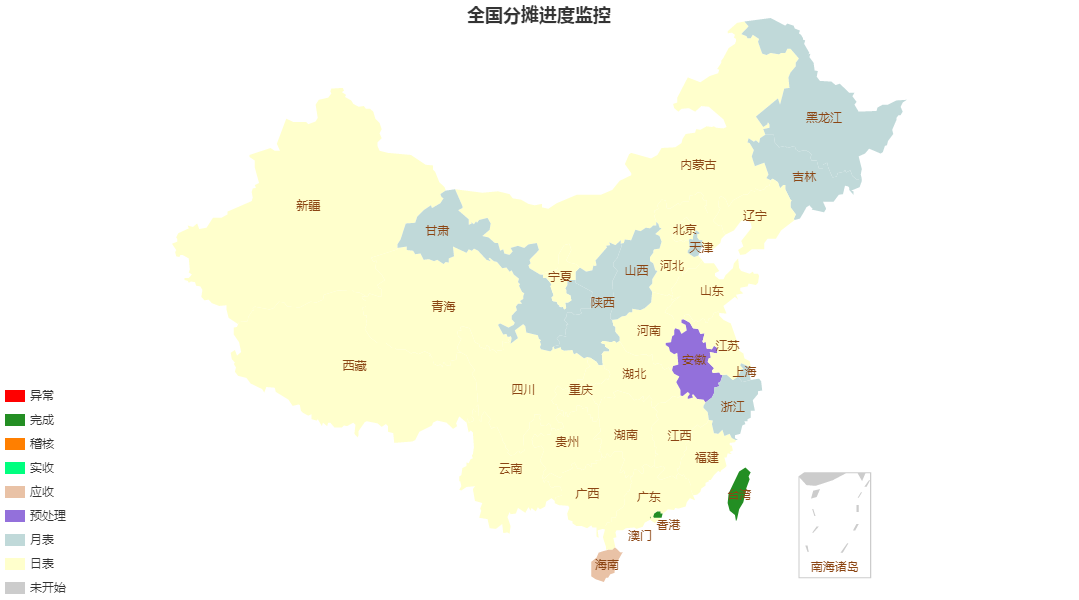 全国分摊进度监控
黑龙江
内蒙古
吉林
新疆
辽宁
甘肃
北京
天津
河北
山西
宁夏
山东
陕西
青海
河南
江苏
安徽
西藏
上海
湖北
四川
重庆
浙江
湖南
江西
贵州
福建
云南
广西
广东
台湾
香港
澳门
海南
南海诸岛
异常
完成
稽核
实收
应收
预处理
月表
日表
未开始